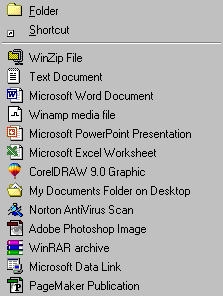 Folder
Shortcut
WinZip File
Text Document
Microsoft Word Document
Winamp media file
Microsoft PowerPoint Presentation
Microsoft Excel Worksheet
CorelDRAW 9.0 Graphic
My Documents Folder on Desktop
Norton AntiVirus Scan
Adobe Photoshop Image
WinRAR archive
Microsoft Data Link
PageMaker Publication